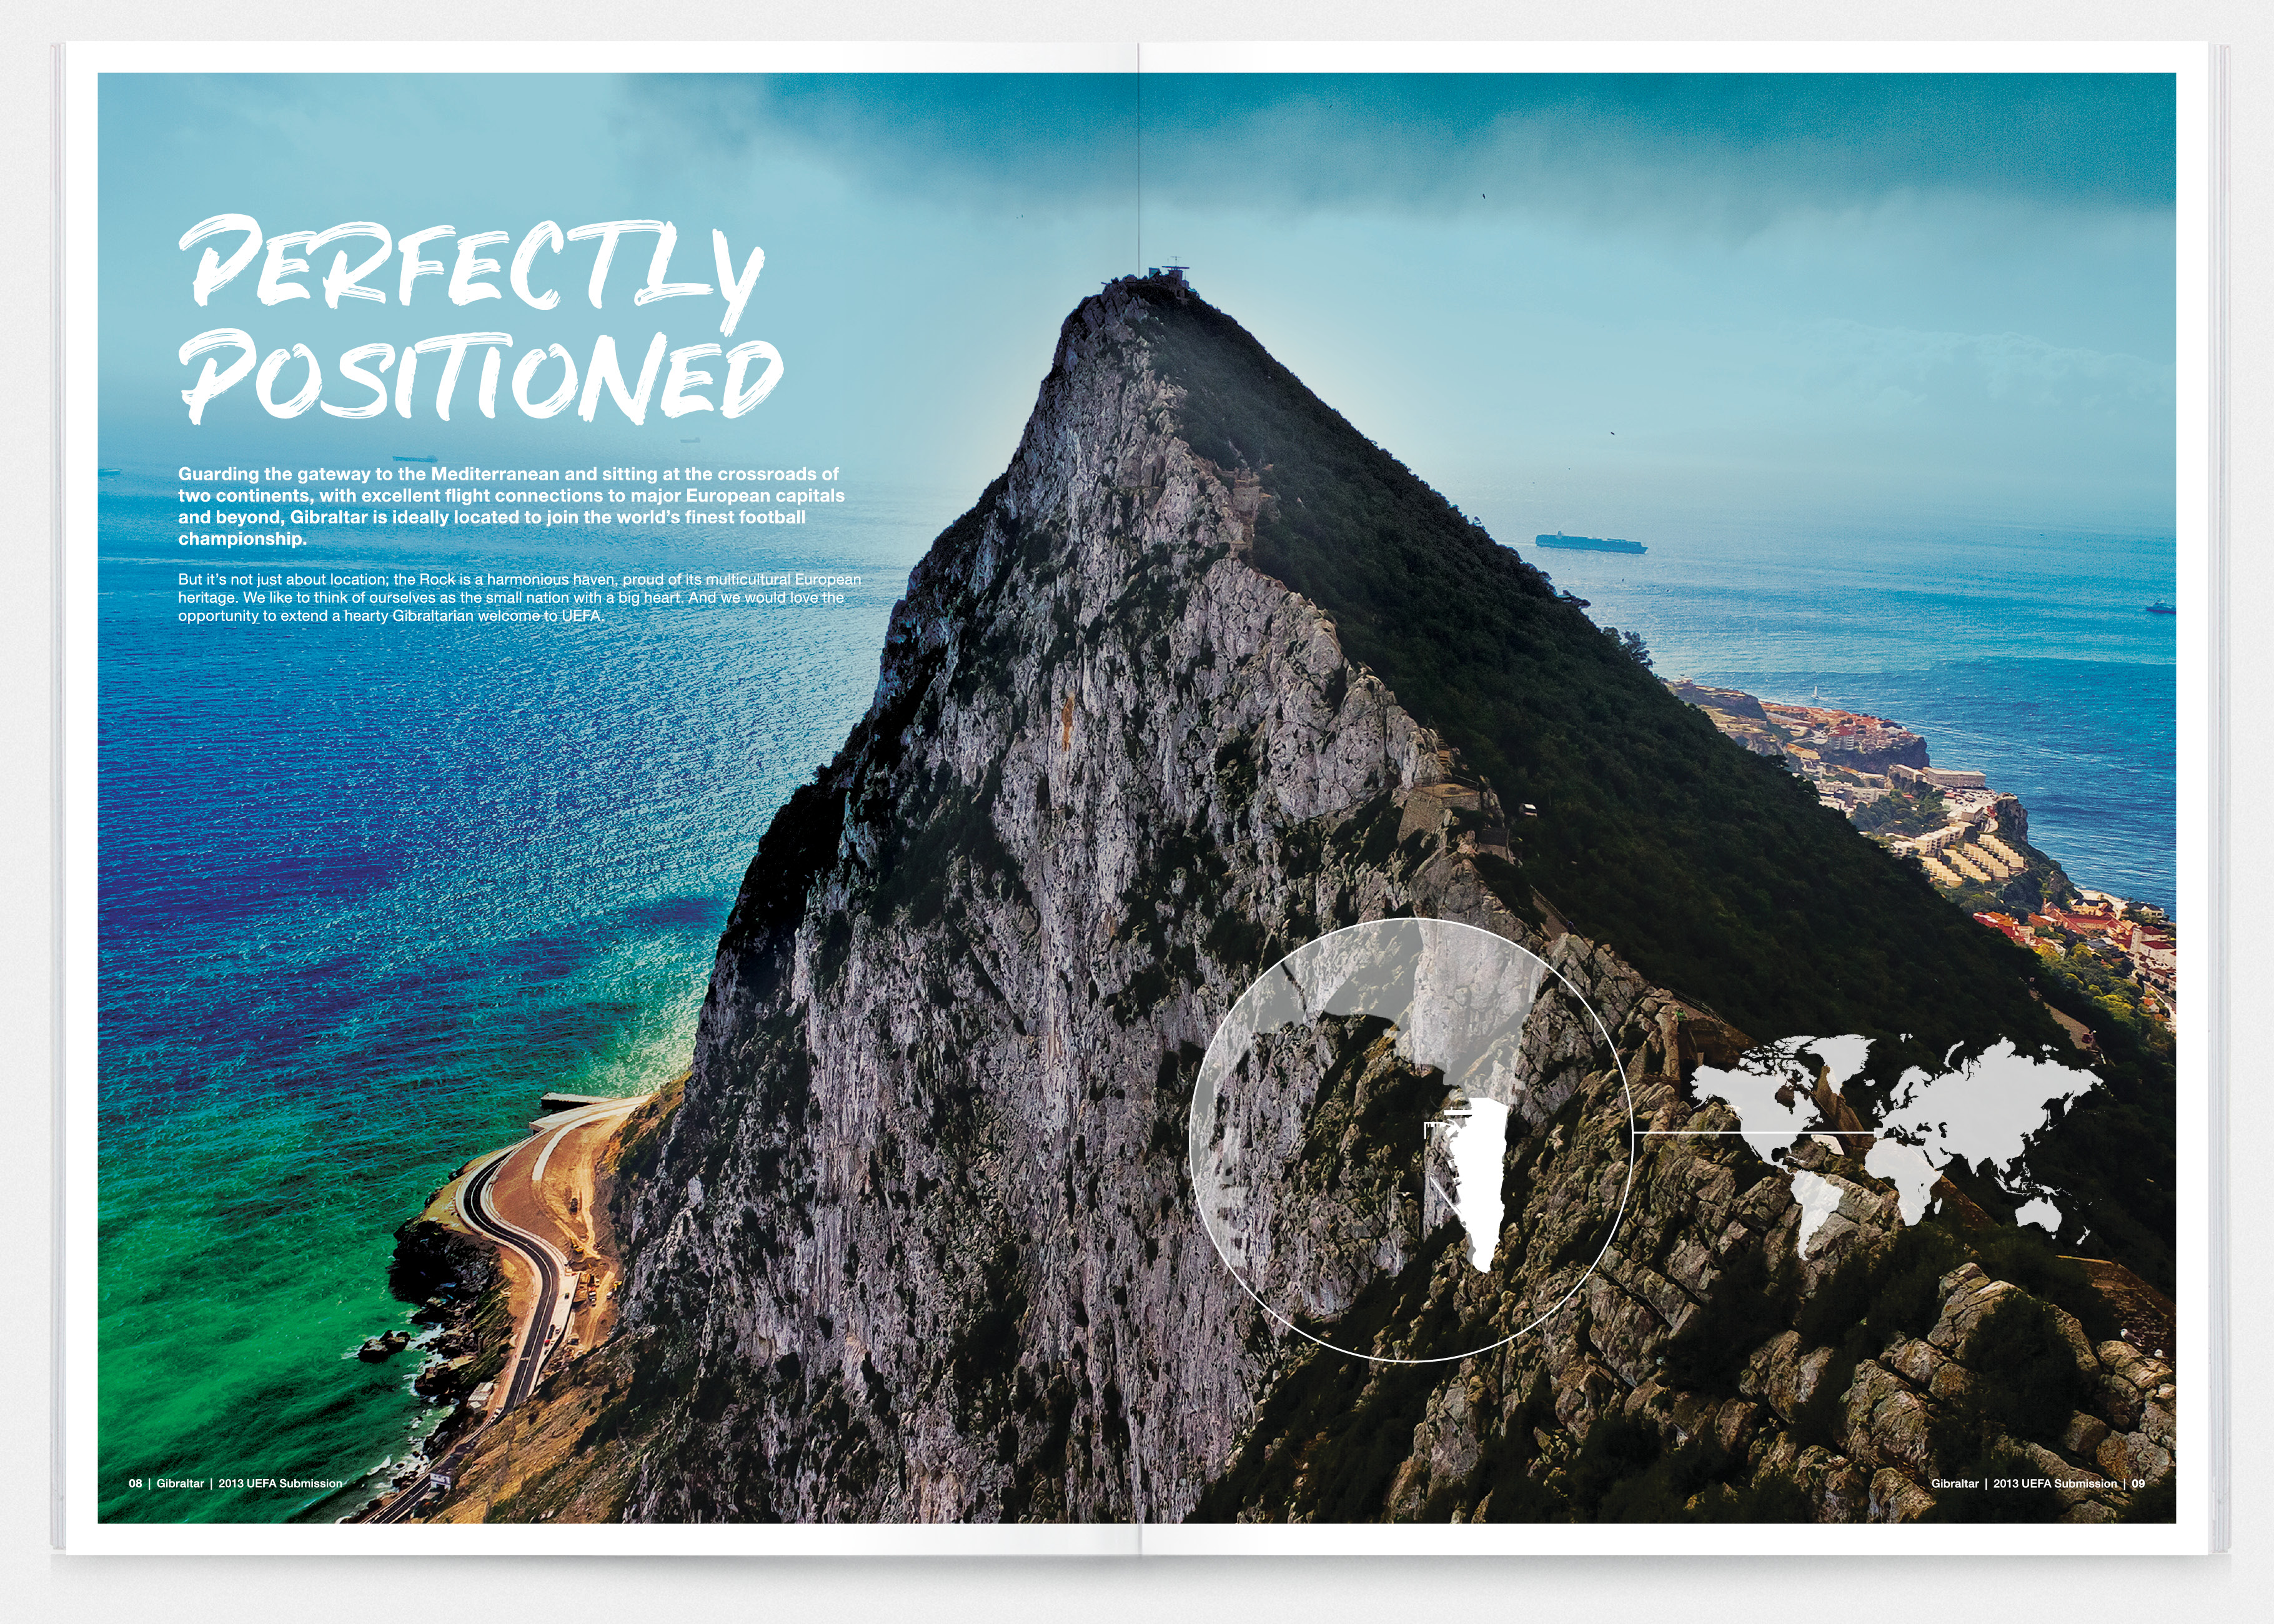 PERFECTLY
POSITIONED
Guarding the gateway to the Mediterranean and sitting at the crossroads of
two continents, with excellent flight connections to major European capitals
and beyond, Gibraltar is ideally located to join the world's finest football
championship.
But it's not just about location; the Rock is a harmonious haven, proud of its multicultural European
heritage. We like to think of ourselves as the small nation with a big heart. And we would love the
opportunity to extend a hearty Gibraltarian welcome to UEFA.
08 | Gibraltar | 2013 UEFA Submission
Gibraltar | 2013 UEFA Submission | 09